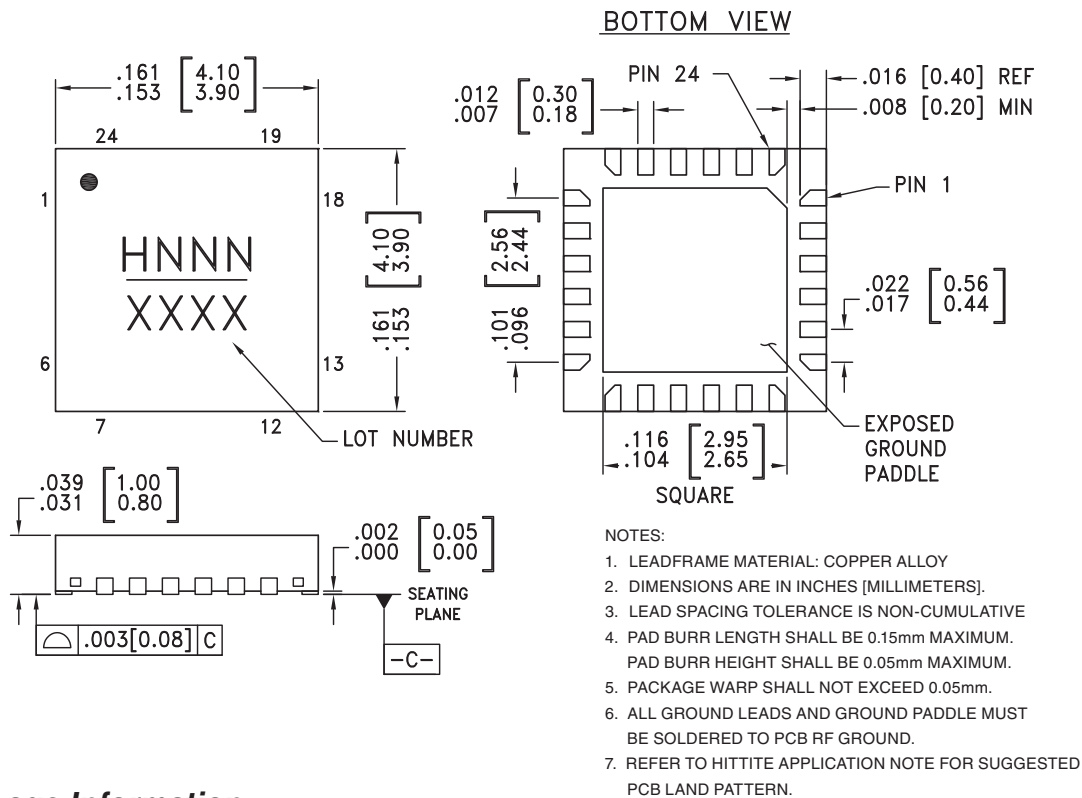 BOTTOM VIEW
.161 [4.10]
.153 [3.90]
24 19
1 18
HNNN
XXXX
6 13
7 12
LOT NUMBER
.161 [4.10]
.153 [3.90]
PIN 24
.016 [0.40] REF
.008 [0.20] MIN
.012 [0.30]
.007 [0.18]
PIN 1
.101 [2.56]
.096 [2.44]
.022 [0.56]
.017 [0.44]
EXPOSED
GROUND
PADDLE
.116 [2.95]
.104 [2.65]
SQUARE
.039 [1.00]
.031 [0.80]
.002 [0.05]
.000 [0.00]
SEATING
PLANE
.003[0.08] C
-C-
NOTES:
1. LEADFRAME MATERIAL: COPPER ALLOY
2. DIMENSIONS ARE IN INCHES [MILLIMETERS].
3. LEAD SPACING TOLERANCE IS NON-CUMULATIVE
4. PAD BURR LENGTH SHALL BE 0.15mm MAXIMUM.
PAD BURR HEIGHT SHALL BE 0.05mm MAXIMUM.
5. PACKAGE WARP SHALL NOT EXCEED 0.05mm.
6. ALL GROUND LEADS AND GROUND PADDLE MUST
BE SOLDERED TO PCB RF GROUND.
7. REFER TO HITTITE APPLICATION NOTE FOR SUGGESTED
PCB LAND PATTERN.